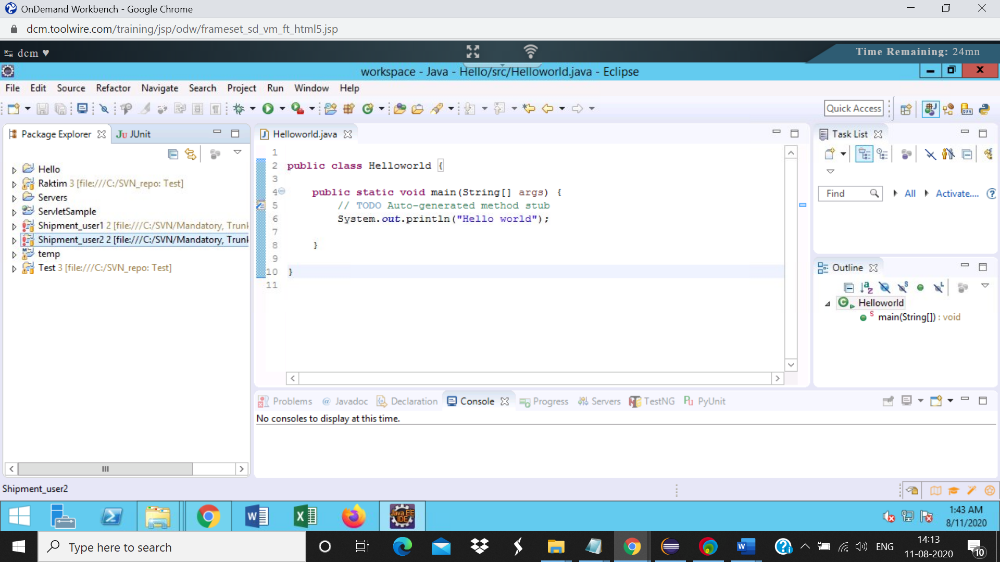 OnDemand Workbench - Google Chrome
dcm.toolwire.com/training/jsp/odw/frameset_sd_vm_ft_html5.jsp
dcm ♥
Time Remaining: 24mn
workspace - Java - Hello/src/Helloworld.java - Eclipse
File Edit Source Refactor Navigate Search Project Run Window Help
Quick Access
Package Explorer
JUnit
Hello
Raktim 3 [file:///C:/SVN_repo: Test]
Servers
ServletSample
Shipment_user1 2 [file:///C:/SVN/Mandatory, Trunk
Shipment_user2 2 [file:///C:/SVN/Mandatory, Trunk
temp
Test 3 [file:///C:/SVN_repo: Test]
Helloworld.java
1
2 public class Helloworld {
3
4 public static void main(String[] args) {
5 // TODO Auto-generated method stub
6 System.out.println("Hello world");
7
8 }
9
10 }
11
Task List
Find
All
Activate....
Outline
Helloworld
main(String[]) : void
Problems @ Javadoc Declaration Console Progress Servers TestNG PyUnit
No consoles to display at this time.
Shipment_user2
1:43 AM
8/11/2020
Type here to search
ENG
14:13
11-08-2020
10